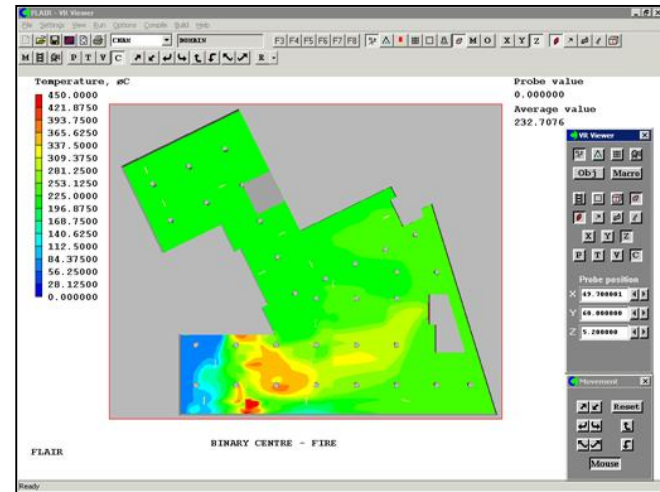 FLAIR - VR Viewer
File Settings View Run Options Compile Build Help
CHAM
DOMAIN
F3 F4 F5 F6 F7 F8
M O X Y Z
M P T V C R
Temperature, øC
450.0000
421.8750
393.7500
365.6250
337.5000
309.3750
281.2500
253.1250
225.0000
196.8750
168.7500
140.6250
112.5000
84.37500
56.25000
28.12500
0.000000
Probe value
0.000000
Average value
232.7076
VR Viewer
Obj Macro
X Y Z
P T V C
Probe position
X 49.700001
Y 60.000000
Z 5.200000
Movement
Reset
Mouse
BINARY CENTRE - FIRE
FLAIR
Ready